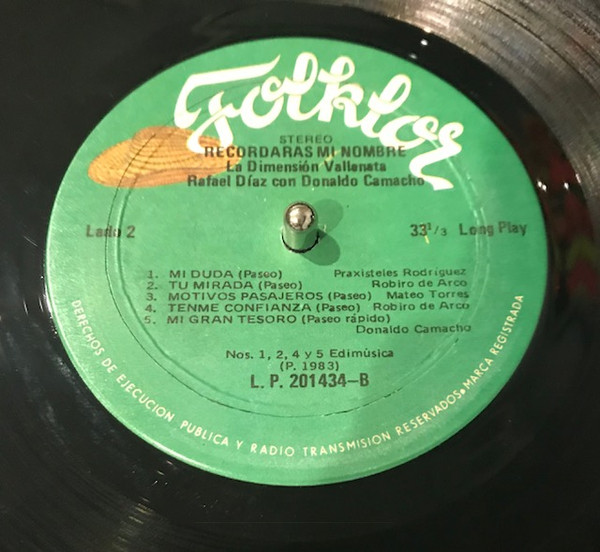 Folklor
STEREO
RECORDARAS MI NOMBRE
La Dimensión Vallenata
Rafael Díaz con Donaldo Camacho
Lado 2
33 1/3 Long Play
1. MI DUDA (Paseo) Praxisteles Rodríguez
2. TU MIRADA (Paseo) Robiro de Arco
3. MOTIVOS PASAJEROS (Paseo) Mateo Torres
4. TENME CONFIANZA (Paseo) Robiro de Arco
5. MI GRAN TESORO (Paseo rápido)
Donaldo Camacho
Nos. 1, 2, 4 y 5 Edimúsica
(P. 1983)
L. P. 201434-B
DERECHOS DE EJECUCION PUBLICA Y RADIO TRANSMISION RESERVADOS • MARCA REGISTRADA